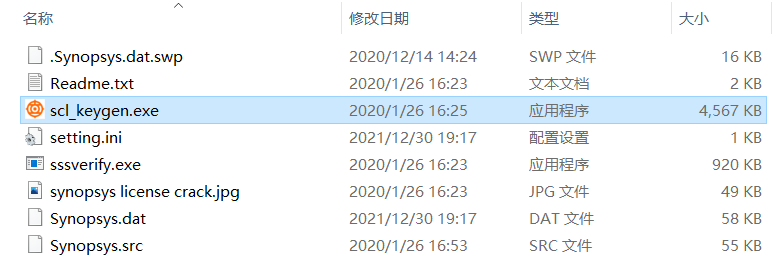 名称 修改日期 类型 大小
.Synopsys.dat.swp 2020/12/14 14:24 SWP 文件 16 KB
Readme.txt 2020/1/26 16:23 文本文档 2 KB
scl_keygen.exe 2020/1/26 16:25 应用程序 4,567 KB
setting.ini 2021/12/30 19:17 配置设置 1 KB
sssverify.exe 2020/1/26 16:23 应用程序 920 KB
synopsys license crack.jpg 2020/1/26 16:23 JPG 文件 49 KB
Synopsys.dat 2021/12/30 19:17 DAT 文件 58 KB
Synopsys.src 2020/1/26 16:53 SRC 文件 55 KB